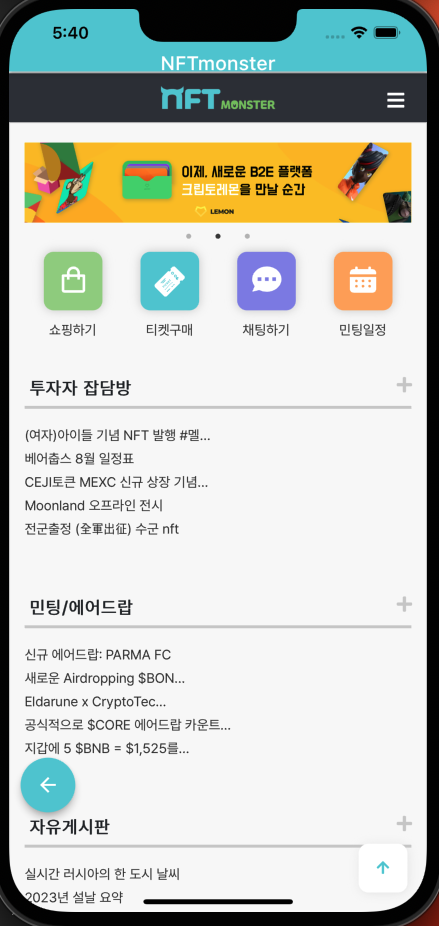 5:40
NFTmonster
NFT MONSTER
이제, 새로운 B2E 플랫폼
크립토레몬을 만날 순간
LEMON
쇼핑하기 티켓구매 채팅하기 민팅일정
투자자 잡담방
(여자)아이들 기념 NFT 발행 #멜...
베어춥스 8월 일정표
CEJI토큰 MEXC 신규 상장 기념...
Moonland 오프라인 전시
전군출정 (全軍出征) 수군 nft
민팅/에어드랍
신규 에어드랍: PARMA FC
새로운 Airdropping $BON...
Eldarune x CryptoTec...
공식적으로 $CORE 에어드랍 카운트...
지갑에 5 $BNB = $1,525를...
자유게시판
실시간 러시아의 한 도시 날씨
2023년 설날 요약